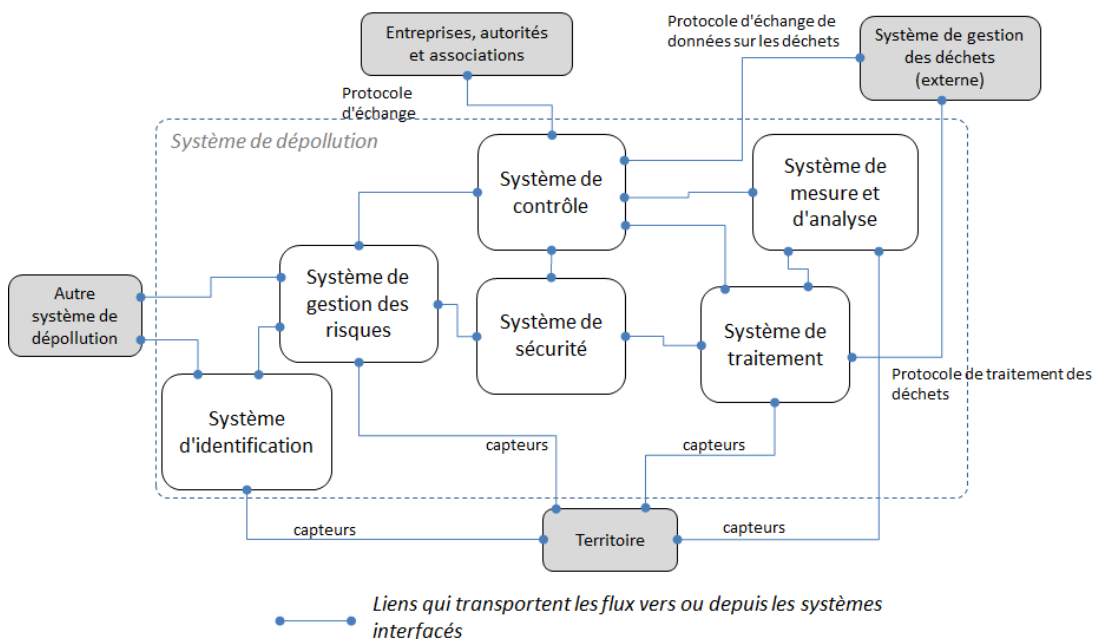 Entreprises, autorités
et associations
Protocole d'échange de
données sur les déchets
Système de gestion
des déchets
(externe)
Protocole
d'échange
Système de dépollution
Système de
contrôle
Système de
mesure et
d'analyse
Autre
système de
dépollution
Système de
gestion des
risques
Système de
sécurité
Système de
traitement
Protocole de traitement des
déchets
Système
d'identification
capteurs
capteurs
capteurs
Territoire
capteurs
Liens qui transportent les flux vers ou depuis les systèmes
interfacés